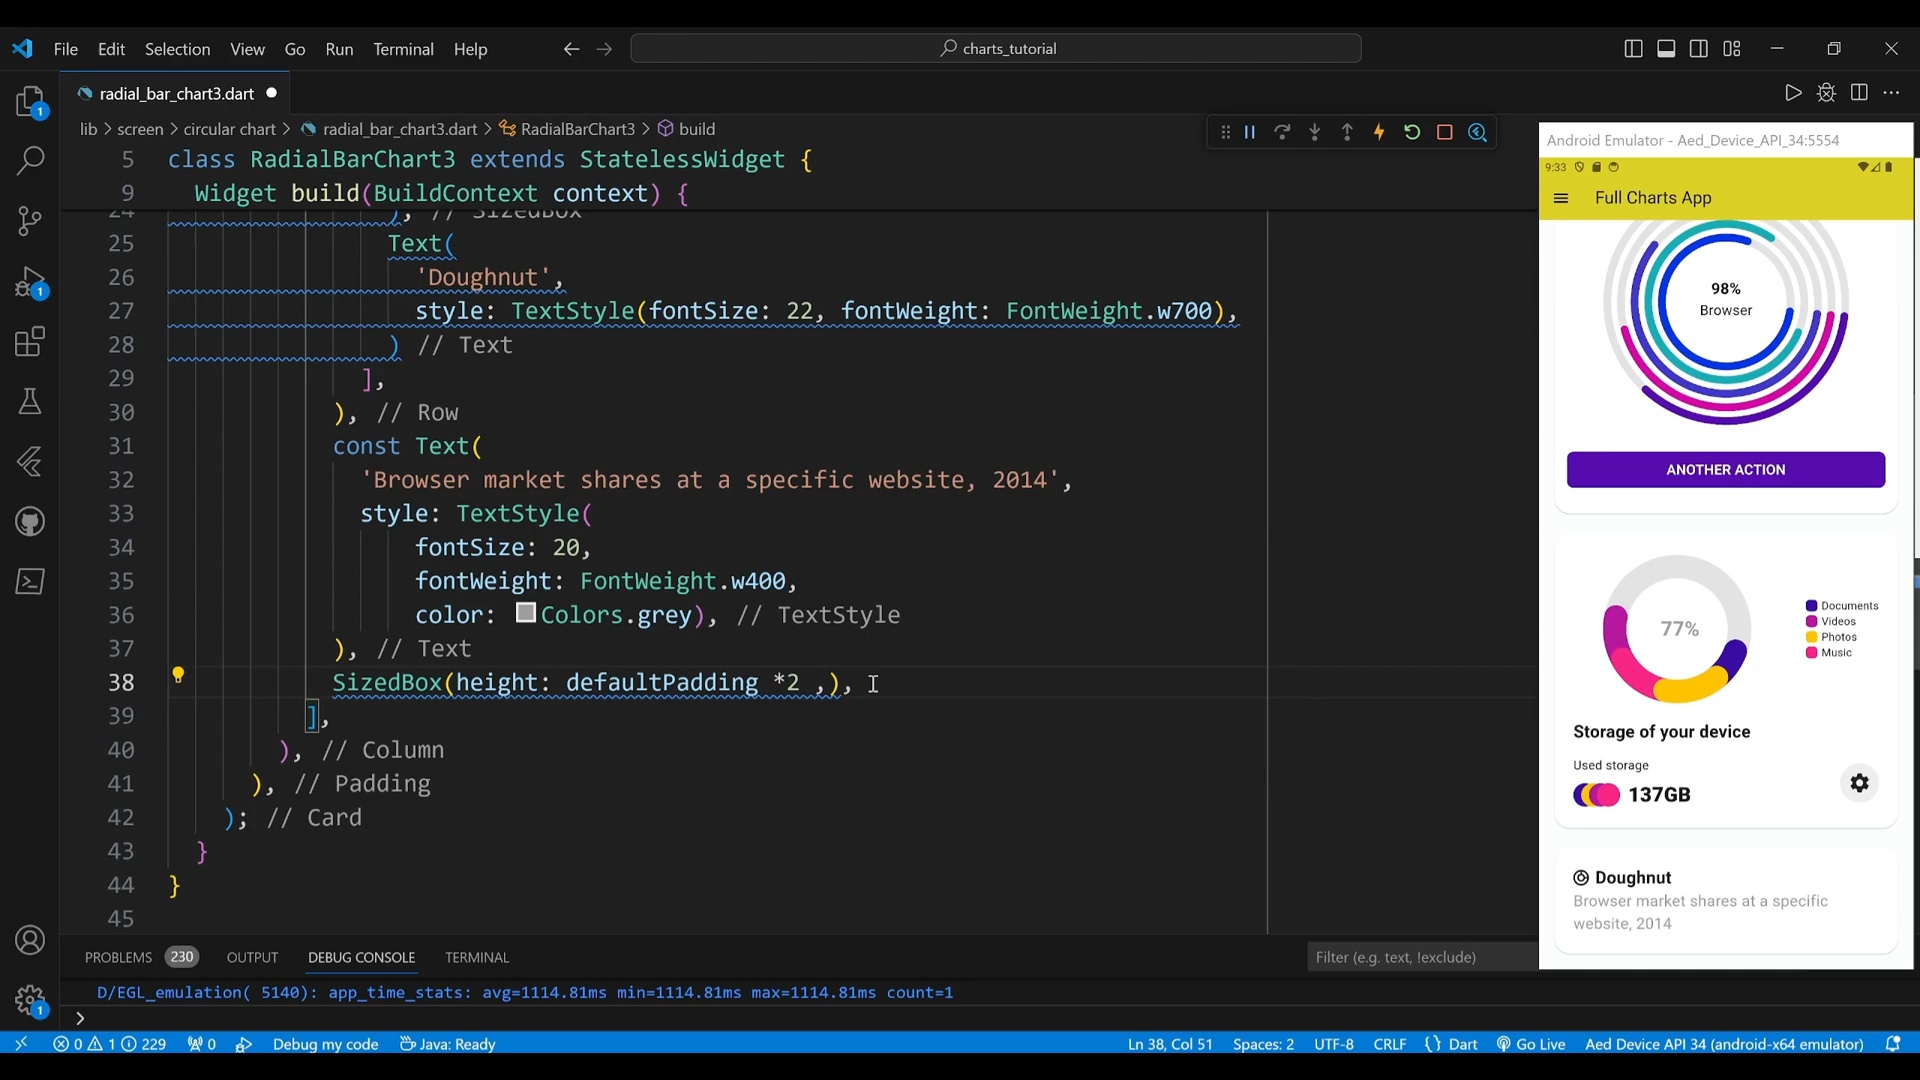 File Edit Selection View Go Run Terminal Help
charts_tutorial
radial_bar_chart3.dart
lib > screen > circular chart > radial_bar_chart3.dart > RadialBarChart3 > build
5 class RadialBarChart3 extends StatelessWidget {
9 Widget build(BuildContext context) {
24 ), // SizedBox
25 Text(
26 'Doughnut',
27 style: TextStyle(fontSize: 22, fontWeight: FontWeight.w700),
28 ) // Text
29 ],
30 ), // Row
31 const Text(
32 'Browser market shares at a specific website, 2014',
33 style: TextStyle(
34 fontSize: 20,
35 fontWeight: FontWeight.w400,
36 color: Colors.grey), // TextStyle
37 ), // Text
38 SizedBox(height: defaultPadding *2 ,),
39 ],
40 ), // Column
41 ), // Padding
42 ); // Card
43 }
44 }
45
PROBLEMS 230 OUTPUT DEBUG CONSOLE TERMINAL
Filter (e.g. text, !exclude)
D/EGL_emulation( 5140): app_time_stats: avg=1114.81ms min=1114.81ms max=1114.81ms count=1
>
0 1 229 0 Debug my code Java: Ready
Ln 38, Col 51 Spaces: 2 UTF-8 CRLF {} Dart Go Live Aed Device API 34 (android-x64 emulator)
1
1
1
Android Emulator - Aed_Device_API_34:5554
9:33
Full Charts App
98%
Browser
ANOTHER ACTION
77%
Documents
Videos
Photos
Music
Storage of your device
Used storage
137GB
Doughnut
Browser market shares at a specific
website, 2014